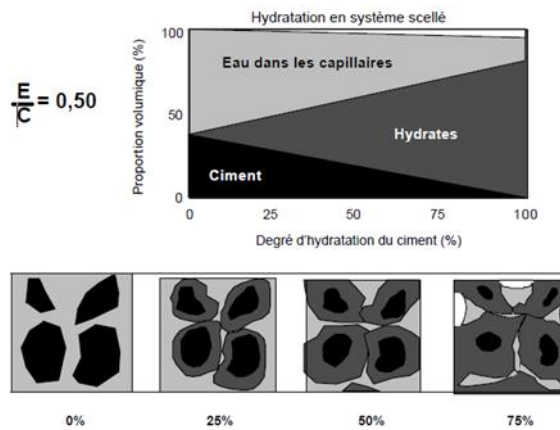 Hydratation en système scellé
100
Eau dans les capillaires
E
C
= 0,50
Proportion volumique (%)
50
Hydrates
Ciment
0
0
25
50
75
100
Degré d'hydratation du ciment (%)
0%
25%
50%
75%